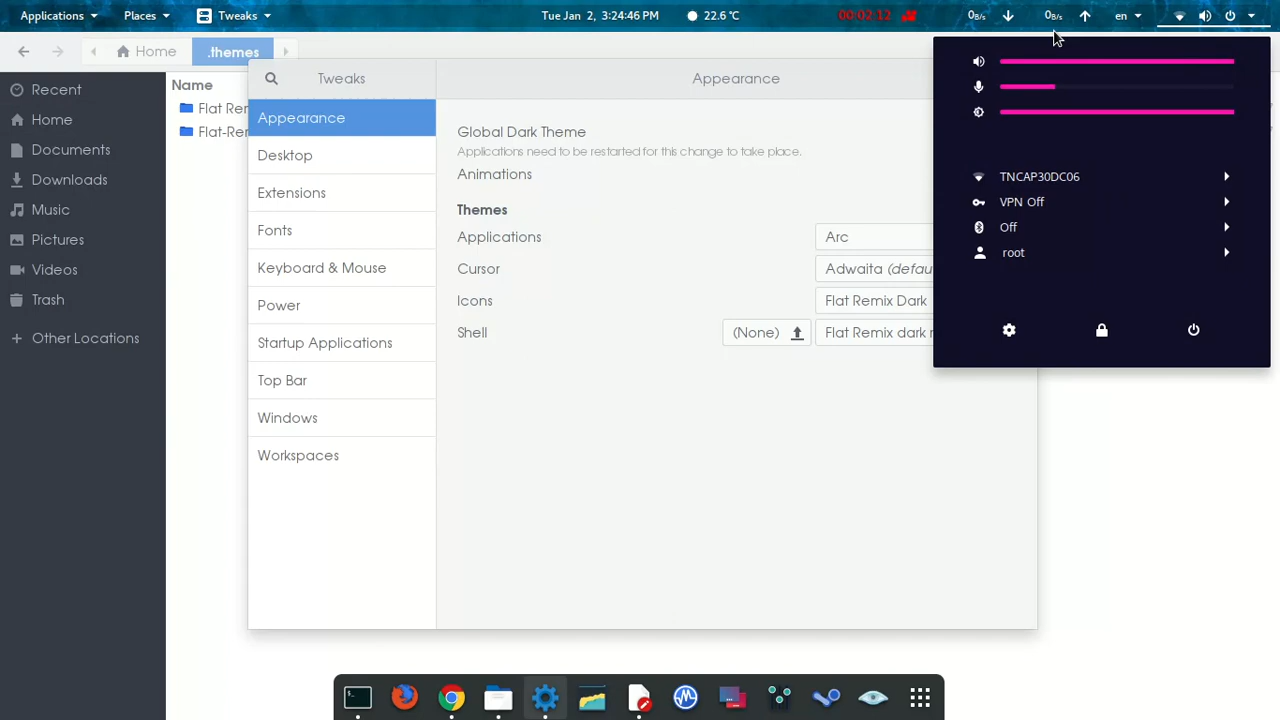 Applications Places Tweaks Tue Jan 2, 3:24:46 PM 22.6 °C 00:02:12 0B/s 0B/s en
Home .themes
Recent
Home
Documents
Downloads
Music
Pictures
Videos
Trash
Other Locations
Name
Flat Rem
Flat-Rem
Tweaks
Appearance
Desktop
Extensions
Fonts
Keyboard & Mouse
Power
Startup Applications
Top Bar
Windows
Workspaces
Appearance
Global Dark Theme
Applications need to be restarted for this change to take place.
Animations
Themes
Applications Arc
Cursor Adwaita (defau
Icons Flat Remix Dark
Shell (None) Flat Remix dark
TNCAP30DC06
VPN Off
Off
root